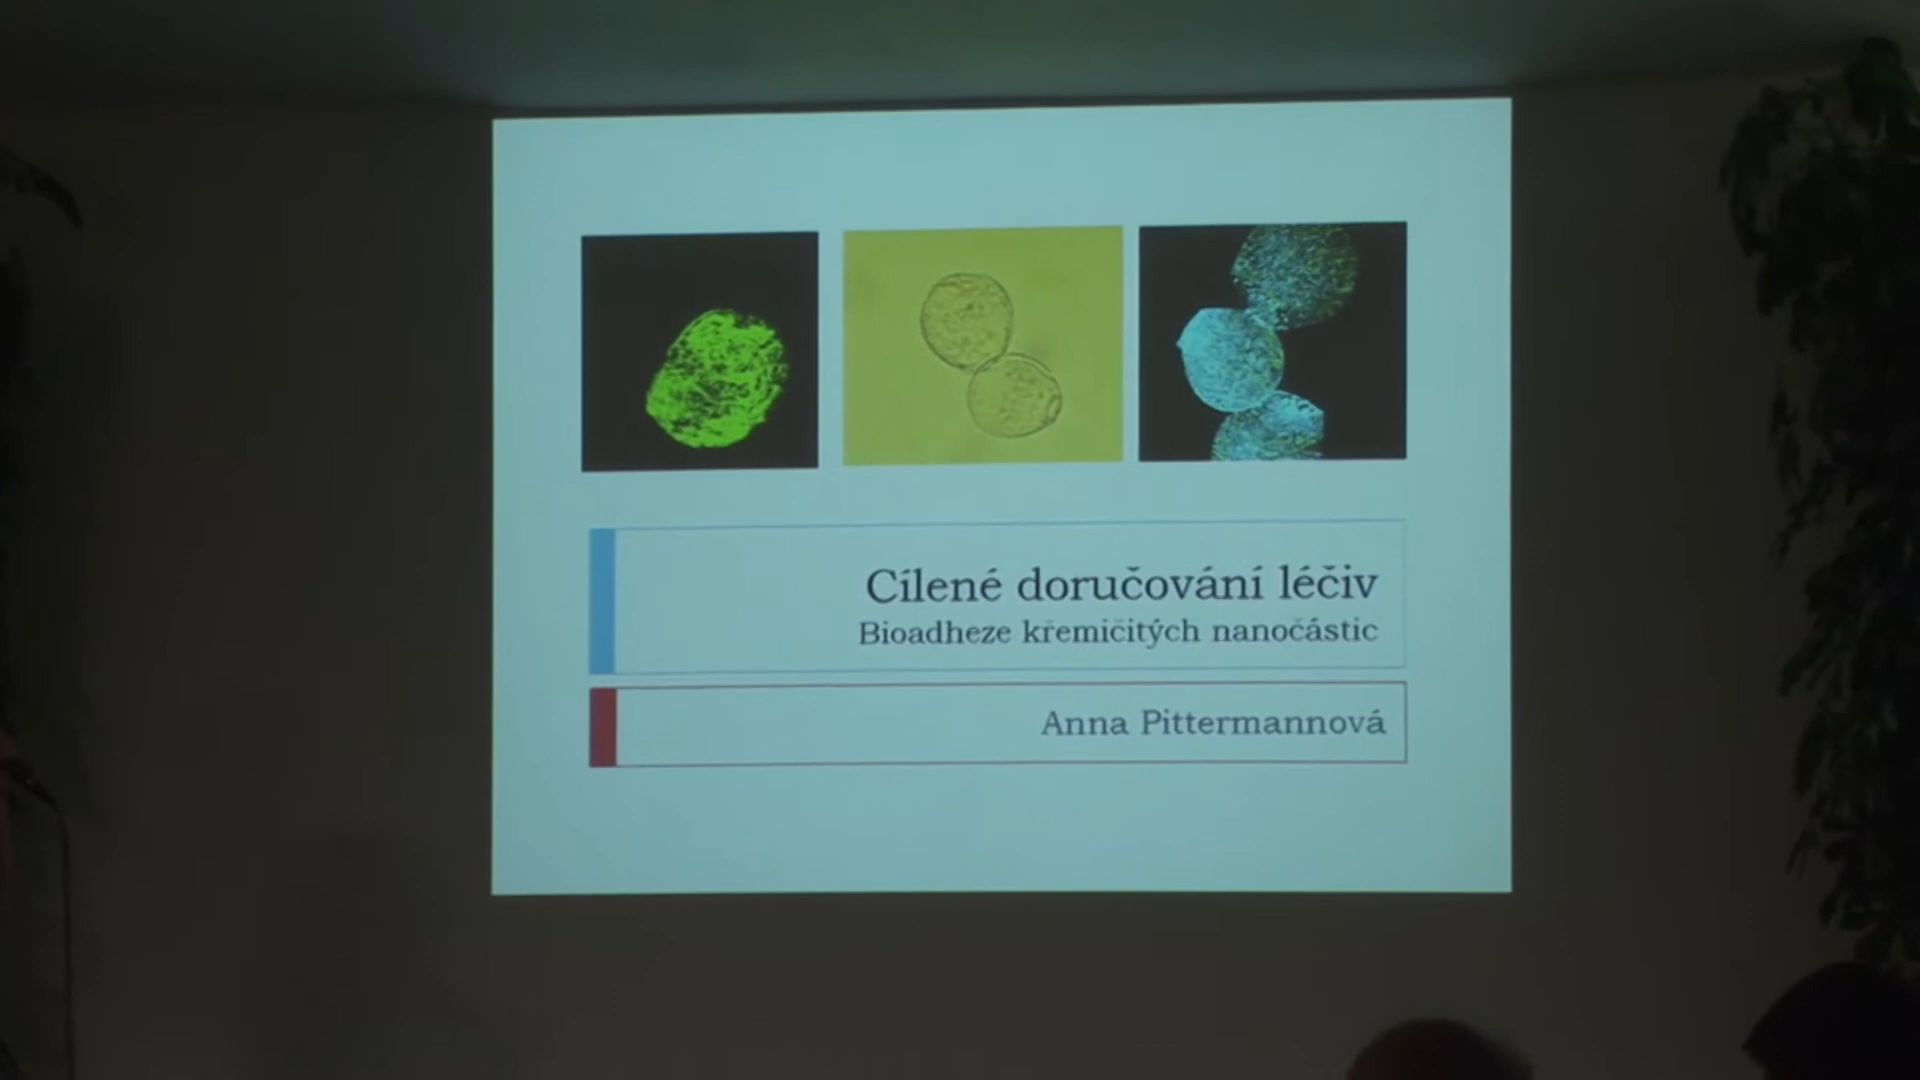 Cílené doručování léčiv
Bioadheze křemičitých nanočástic
Anna Pittermannová